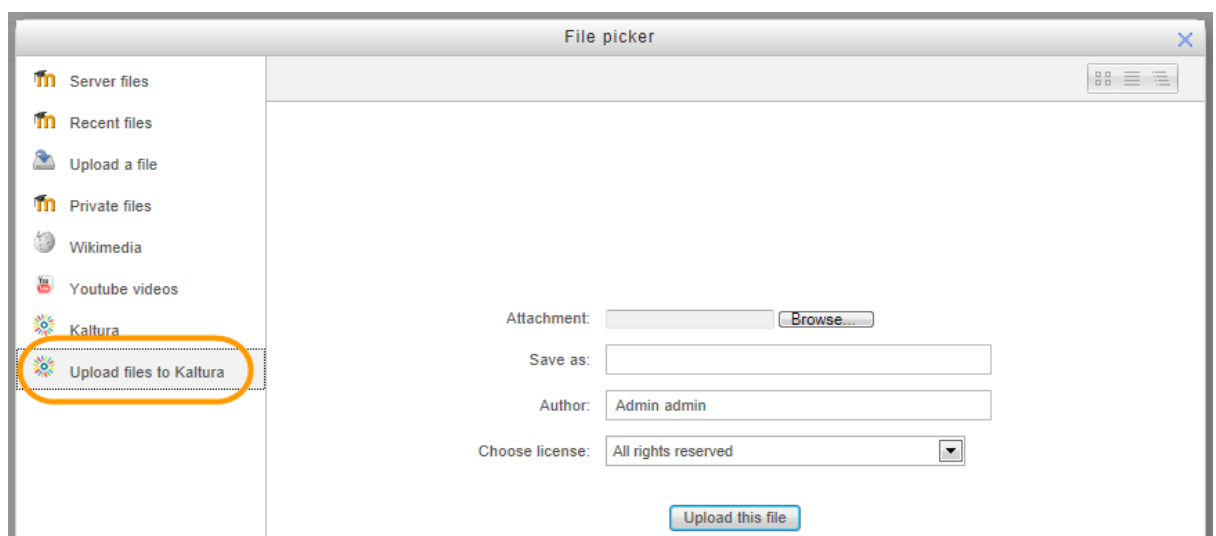 File picker
Server files
Recent files
Upload a file
Private files
Wikimedia
Youtube videos
Kaltura
Upload files to Kaltura
Attachment: Browse...
Save as:
Author: Admin admin
Choose license: All rights reserved
Upload this file